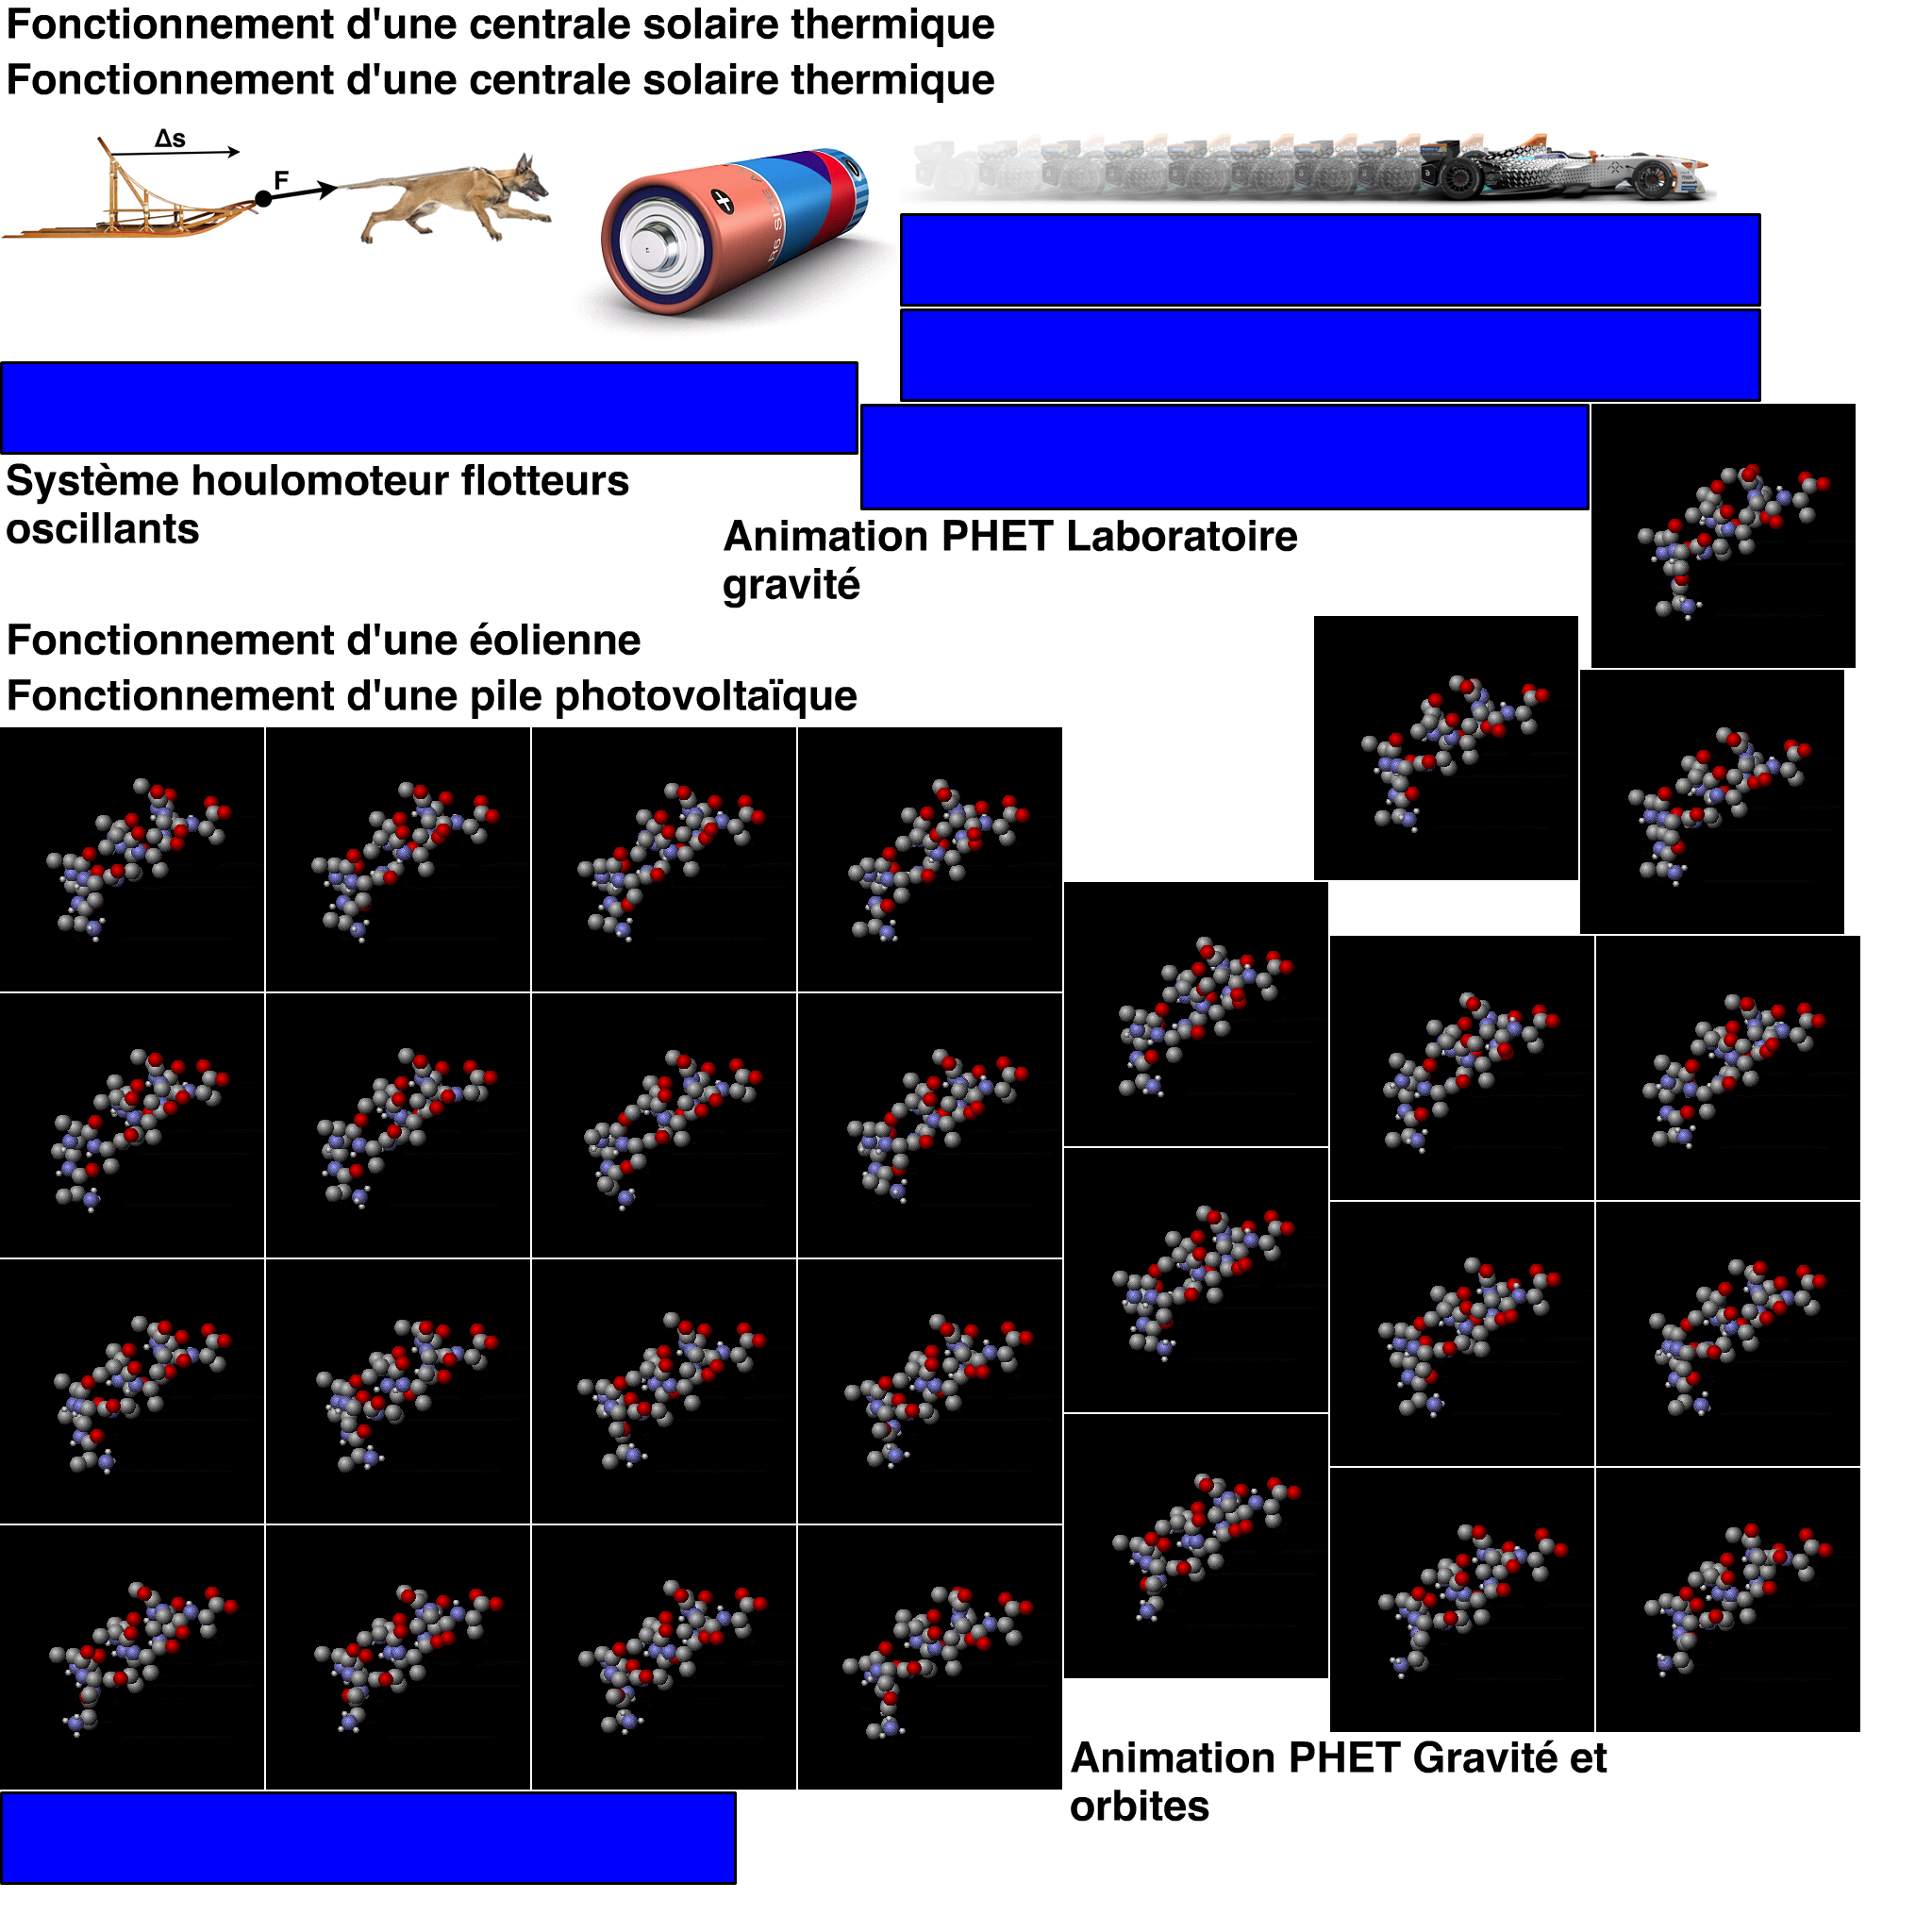 Fonctionnement d'une centrale solaire thermique
Fonctionnement d'une centrale solaire thermique
Δs
F
Système houlomoteur flotteurs
oscillants
Animation PHET Laboratoire
gravité
Fonctionnement d'une éolienne
Fonctionnement d'une pile photovoltaïque
Animation PHET Gravité et
orbites